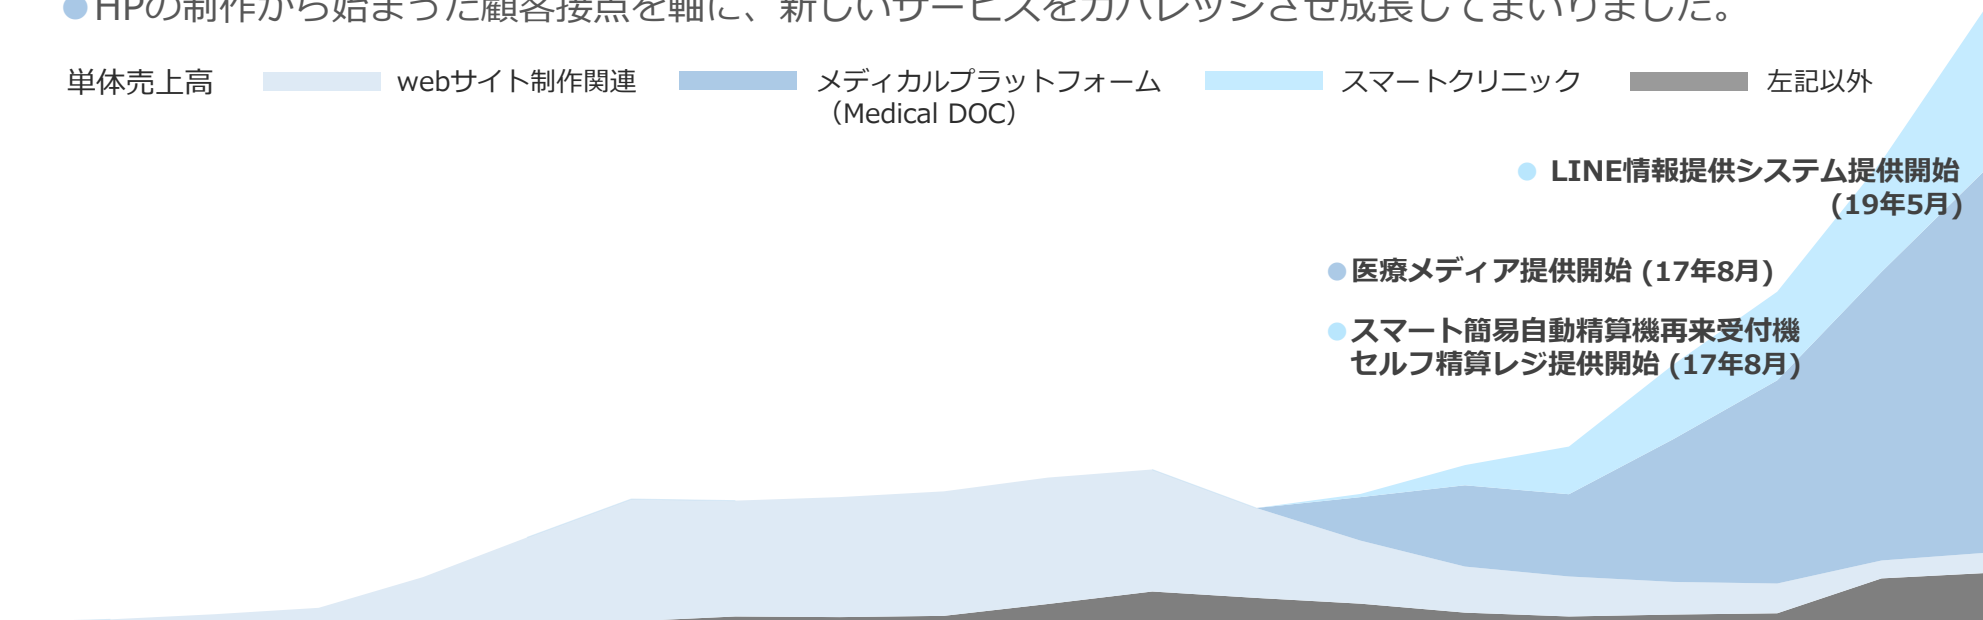 ●HPの制作から始まった顧客接点を軸に、新しいサービスをカバレッジさせ成長してまいりました。
単体売上高 webサイト制作関連 メディカルプラットフォーム スマートクリニック 左記以外
（Medical DOC）
● LINE情報提供システム提供開始
(19年5月)
●医療メディア提供開始 (17年8月)
●スマート簡易自動精算機再来受付機
セルフ精算レジ提供開始 (17年8月)